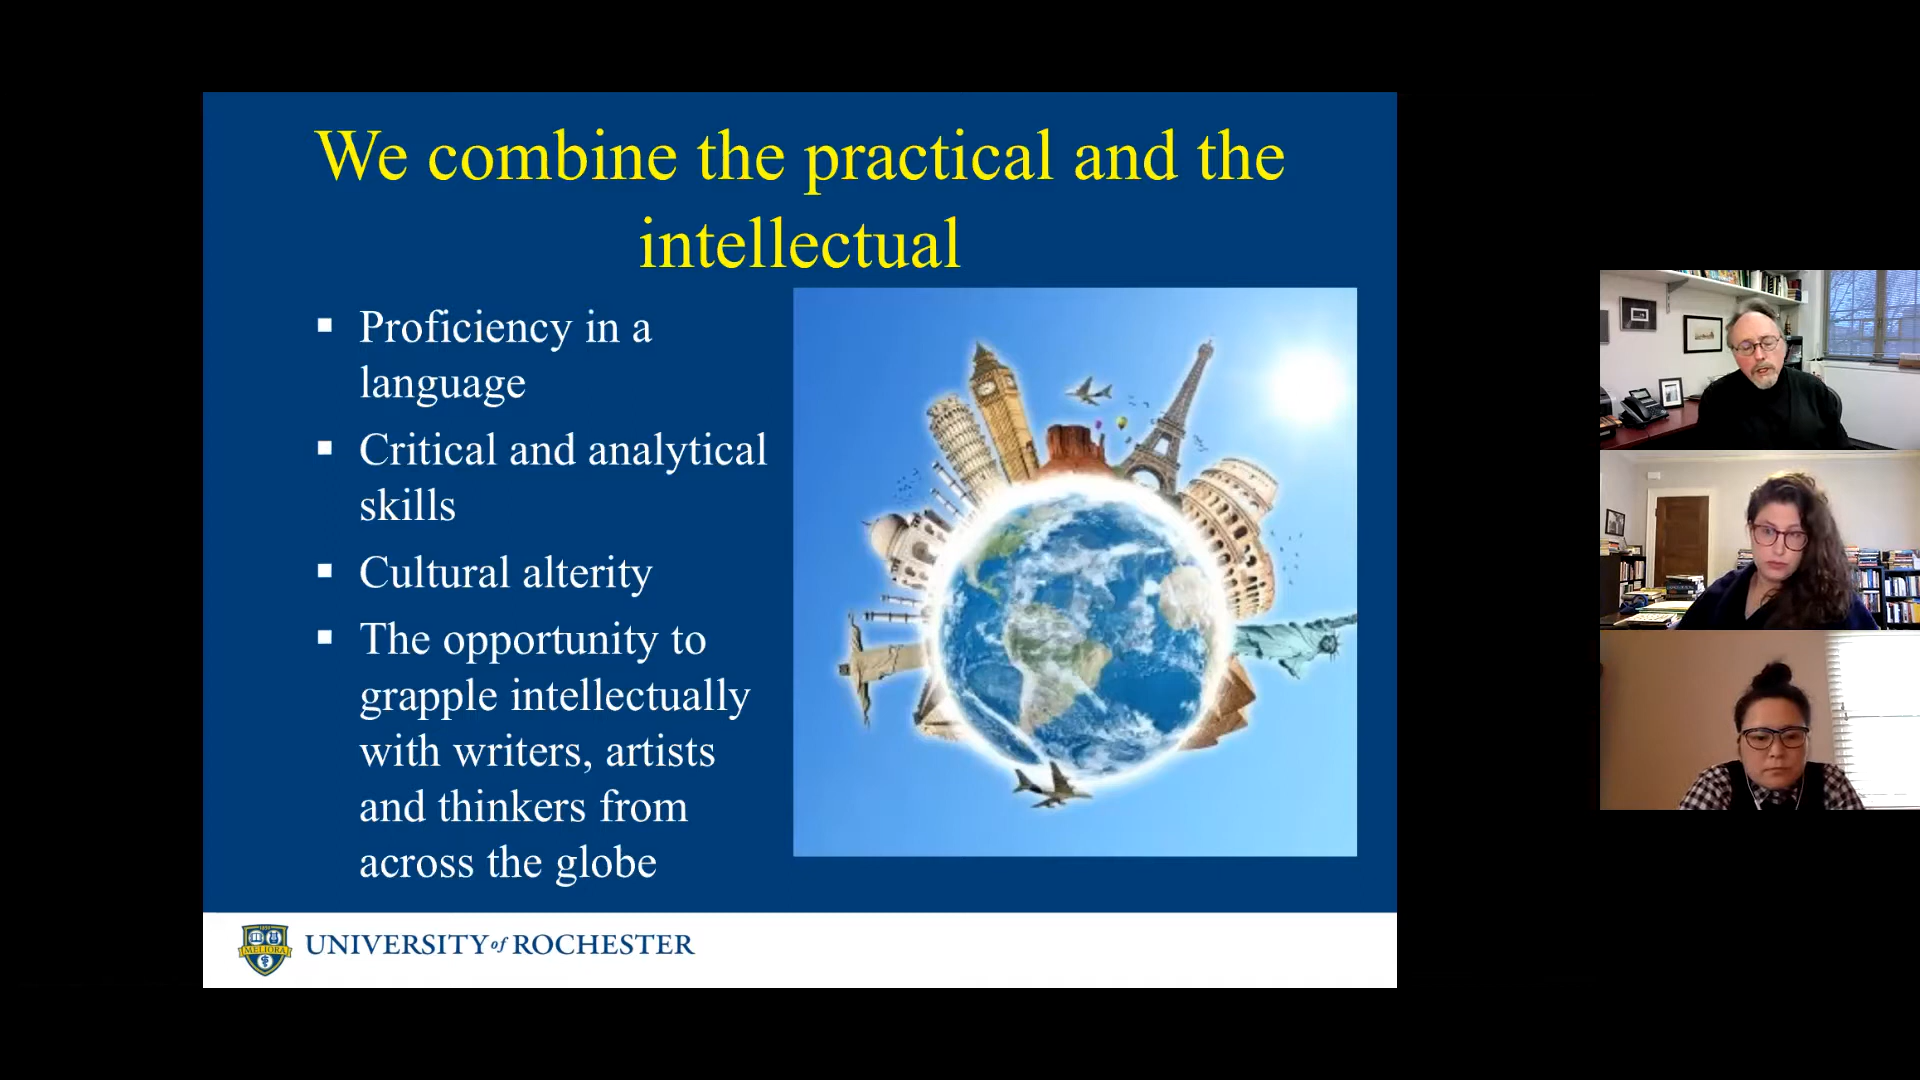 We combine the practical and the
intellectual
▪ Proficiency in a
language
▪ Critical and analytical
skills
▪ Cultural alterity
▪ The opportunity to
grapple intellectually
with writers, artists
and thinkers from
across the globe
MELIORA
UNIVERSITY of ROCHESTER